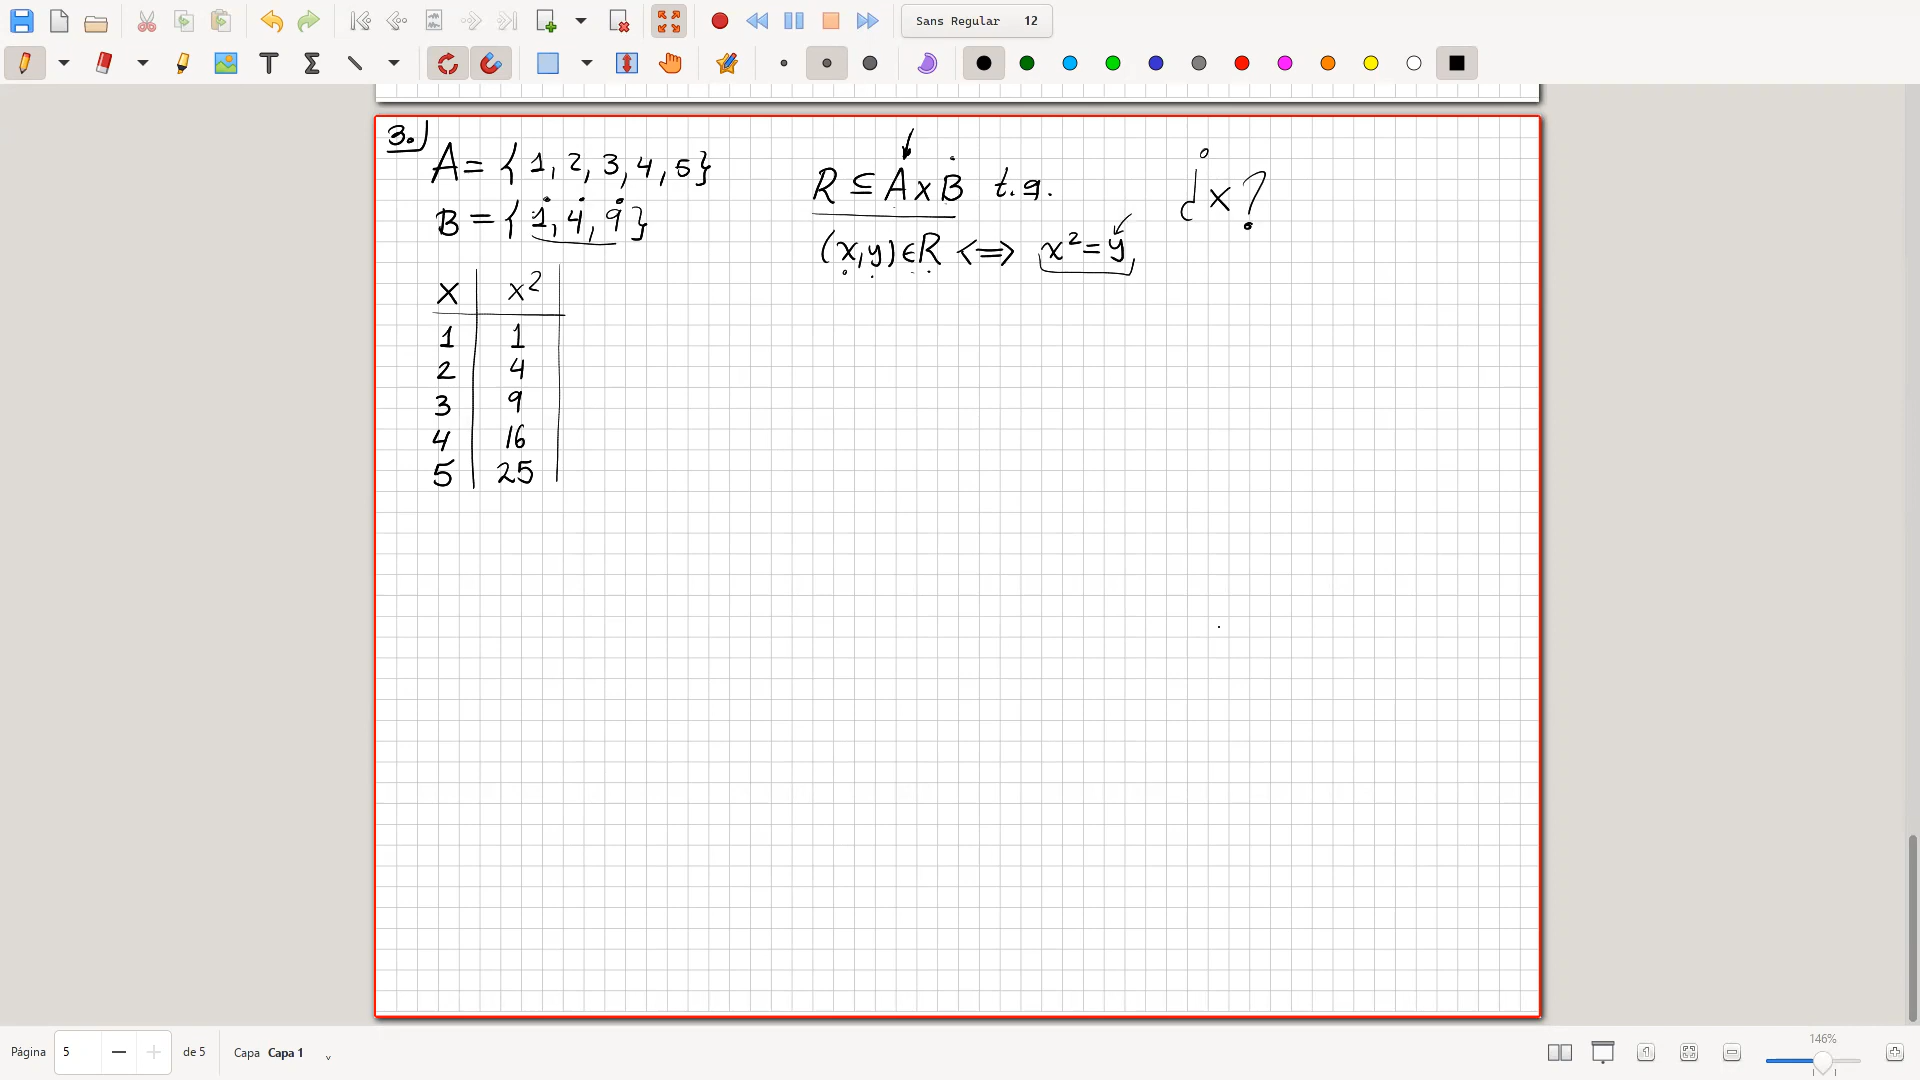 Sans Regular 12
3.)
A = { 1, 2, 3, 4, 5 }
B = { 1, 4, 9 }
R ⊆ A x B t.q.
(x,y) ∈ R <=> x² = y
¿x?
x | x²
1 | 1
2 | 4
3 | 9
4 | 16
5 | 25
Página 5 de 5 Capa Capa 1
146%